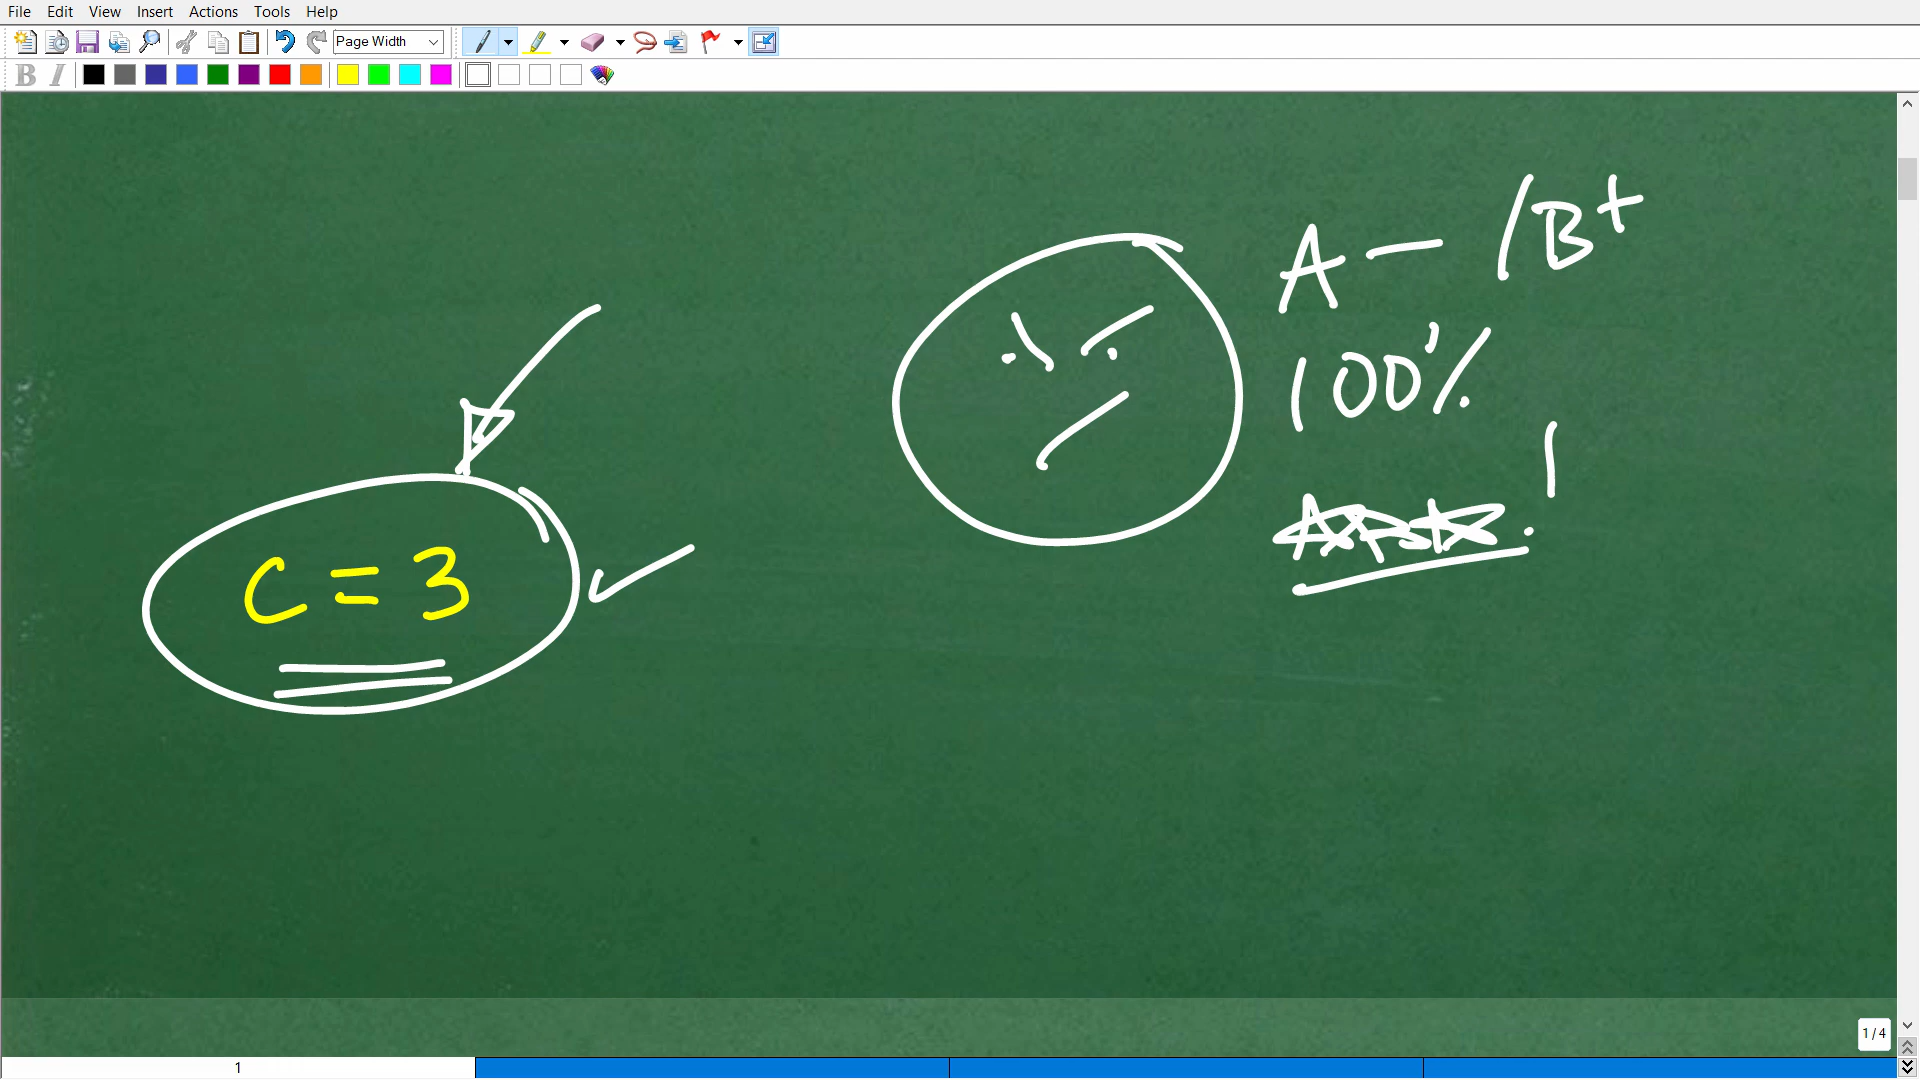 File Edit View Insert Actions Tools Help
Page Width
B I
A- /B+
100%
!
C = 3
1 / 4
1